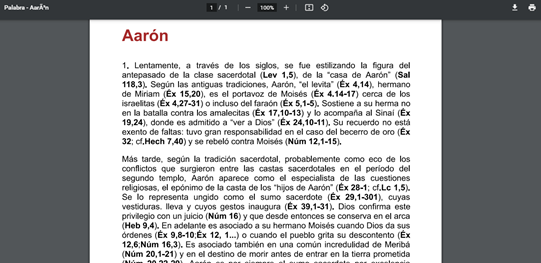 Palabra - AarÃ³n
1 / 1
100%
Aarón
1. Lentamente, a través de los siglos, se fue estilizando la figura del
antepasado de la clase sacerdotal (Lev 1,5), de la “casa de Aarón” (Sal
118,3). Según las antiguas tradiciones, Aarón, “el levita” (Éx 4,14), hermano
de Miriam (Éx 15,20), es el portavoz de Moisés (Éx 4.14-17) cerca de los
israelitas (Éx 4,27-31) o incluso del faraón (Éx 5,1-5). Sostiene a su herma no
en la batalla contra los amalecitas (Éx 17,10-13) y lo acompaña al Sinaí (Éx
19,24), donde es admitido a “ver a Dios” (Éx 24,10-11). Su recuerdo no está
exento de faltas: tuvo gran responsabilidad en el caso del becerro de oro (Éx
32; cf,Hech 7,40) y se rebeló contra Moisés (Núm 12,1-15).
Más tarde, según la tradición sacerdotal, probablemente como eco de los
conflictos que surgieron entre las castas sacerdotales en el período del
segundo templo, Aarón aparece como el especialista de las cuestiones
religiosas, el epónimo de la casta de los “hijos de Aarón” (Éx 28-1; cf,Lc 1,5).
Se lo representa ungido como el sumo sacerdote (Éx 29,1-301), cuyas
vestiduras. lleva y cuyos gestos inaugura (Éx 39,1-31). Dios confirma este
privilegio con un juicio (Núm 16) y que desde entonces se conserva en el arca
(Heb 9,4). En adelante es asociado a su hermano Moisés cuando Dios da sus
órdenes (Éx 9,8-10;Éx 12, 1...) o cuando el pueblo grita su descontento (Éx
12,6;Núm 16,3). Es asociado también en una común incredulidad de Meribá
(Núm 20,1-21) y en el destino de morir antes de entrar en la tierra prometida